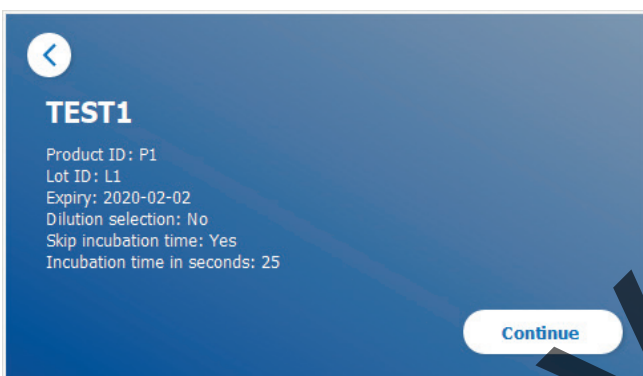 TEST1
Product ID: P1
Lot ID: L1
Expiry: 2020-02-02
Dilution selection: No
Skip incubation time: Yes
Incubation time in seconds: 25
Continue